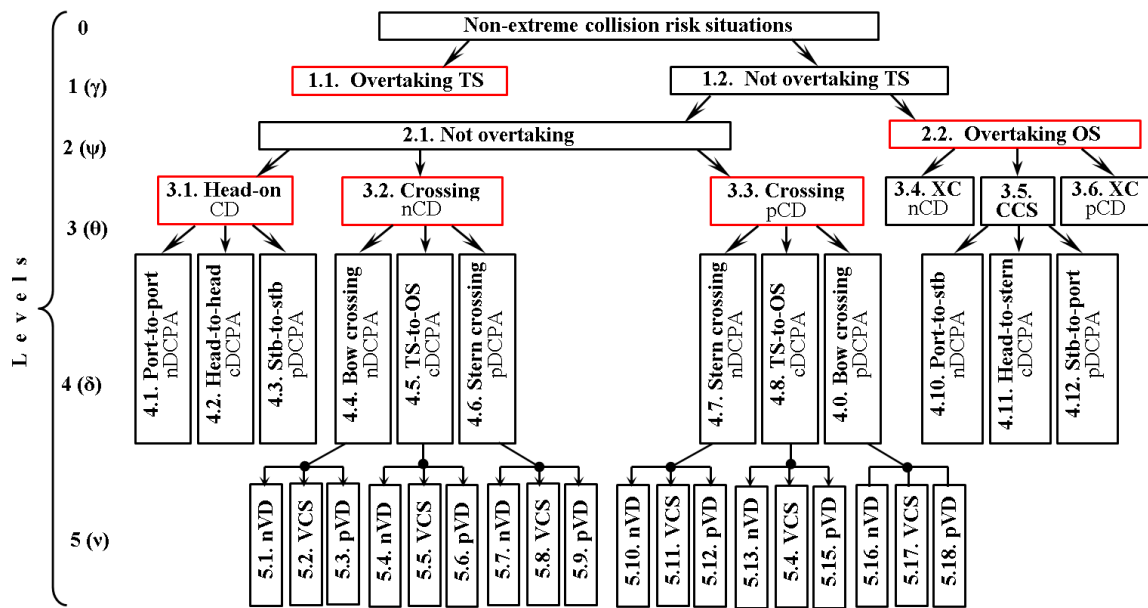 0
Non-extreme collision risk situations
1 (γ)
1.1. Overtaking TS
1.2. Not overtaking TS
2 (ψ)
2.1. Not overtaking
2.2. Overtaking OS
3 (θ)
3.1. Head-on
CD
3.2. Crossing
nCD
3.3. Crossing
pCD
3.4. XC
nCD
3.5.
CCS
3.6. XC
pCD
Levels
4 (δ)
4.1. Port-to-port
nDCPA
4.2. Head-to-head
cDCPA
4.3. Stb-to-stb
pDCPA
4.4. Bow crossing
nDCPA
4.5. TS-to-OS
cDCPA
4.6. Stern crossing
pDCPA
4.7. Stern crossing
nDCPA
4.8. TS-to-OS
cDCPA
4.0. Bow crossing
pDCPA
4.10. Port-to-stb
nDCPA
4.11. Head-to-stern
cDCPA
4.12. Stb-to-port
pDCPA
5 (ν)
5.1. nVD
5.2. VCS
5.3. pVD
5.4. nVD
5.5. VCS
5.6. pVD
5.7. nVD
5.8. VCS
5.9. pVD
5.10. nVD
5.11. VCS
5.12. pVD
5.13. nVD
5.4. VCS
5.15. pVD
5.16. nVD
5.17. VCS
5.18. pVD